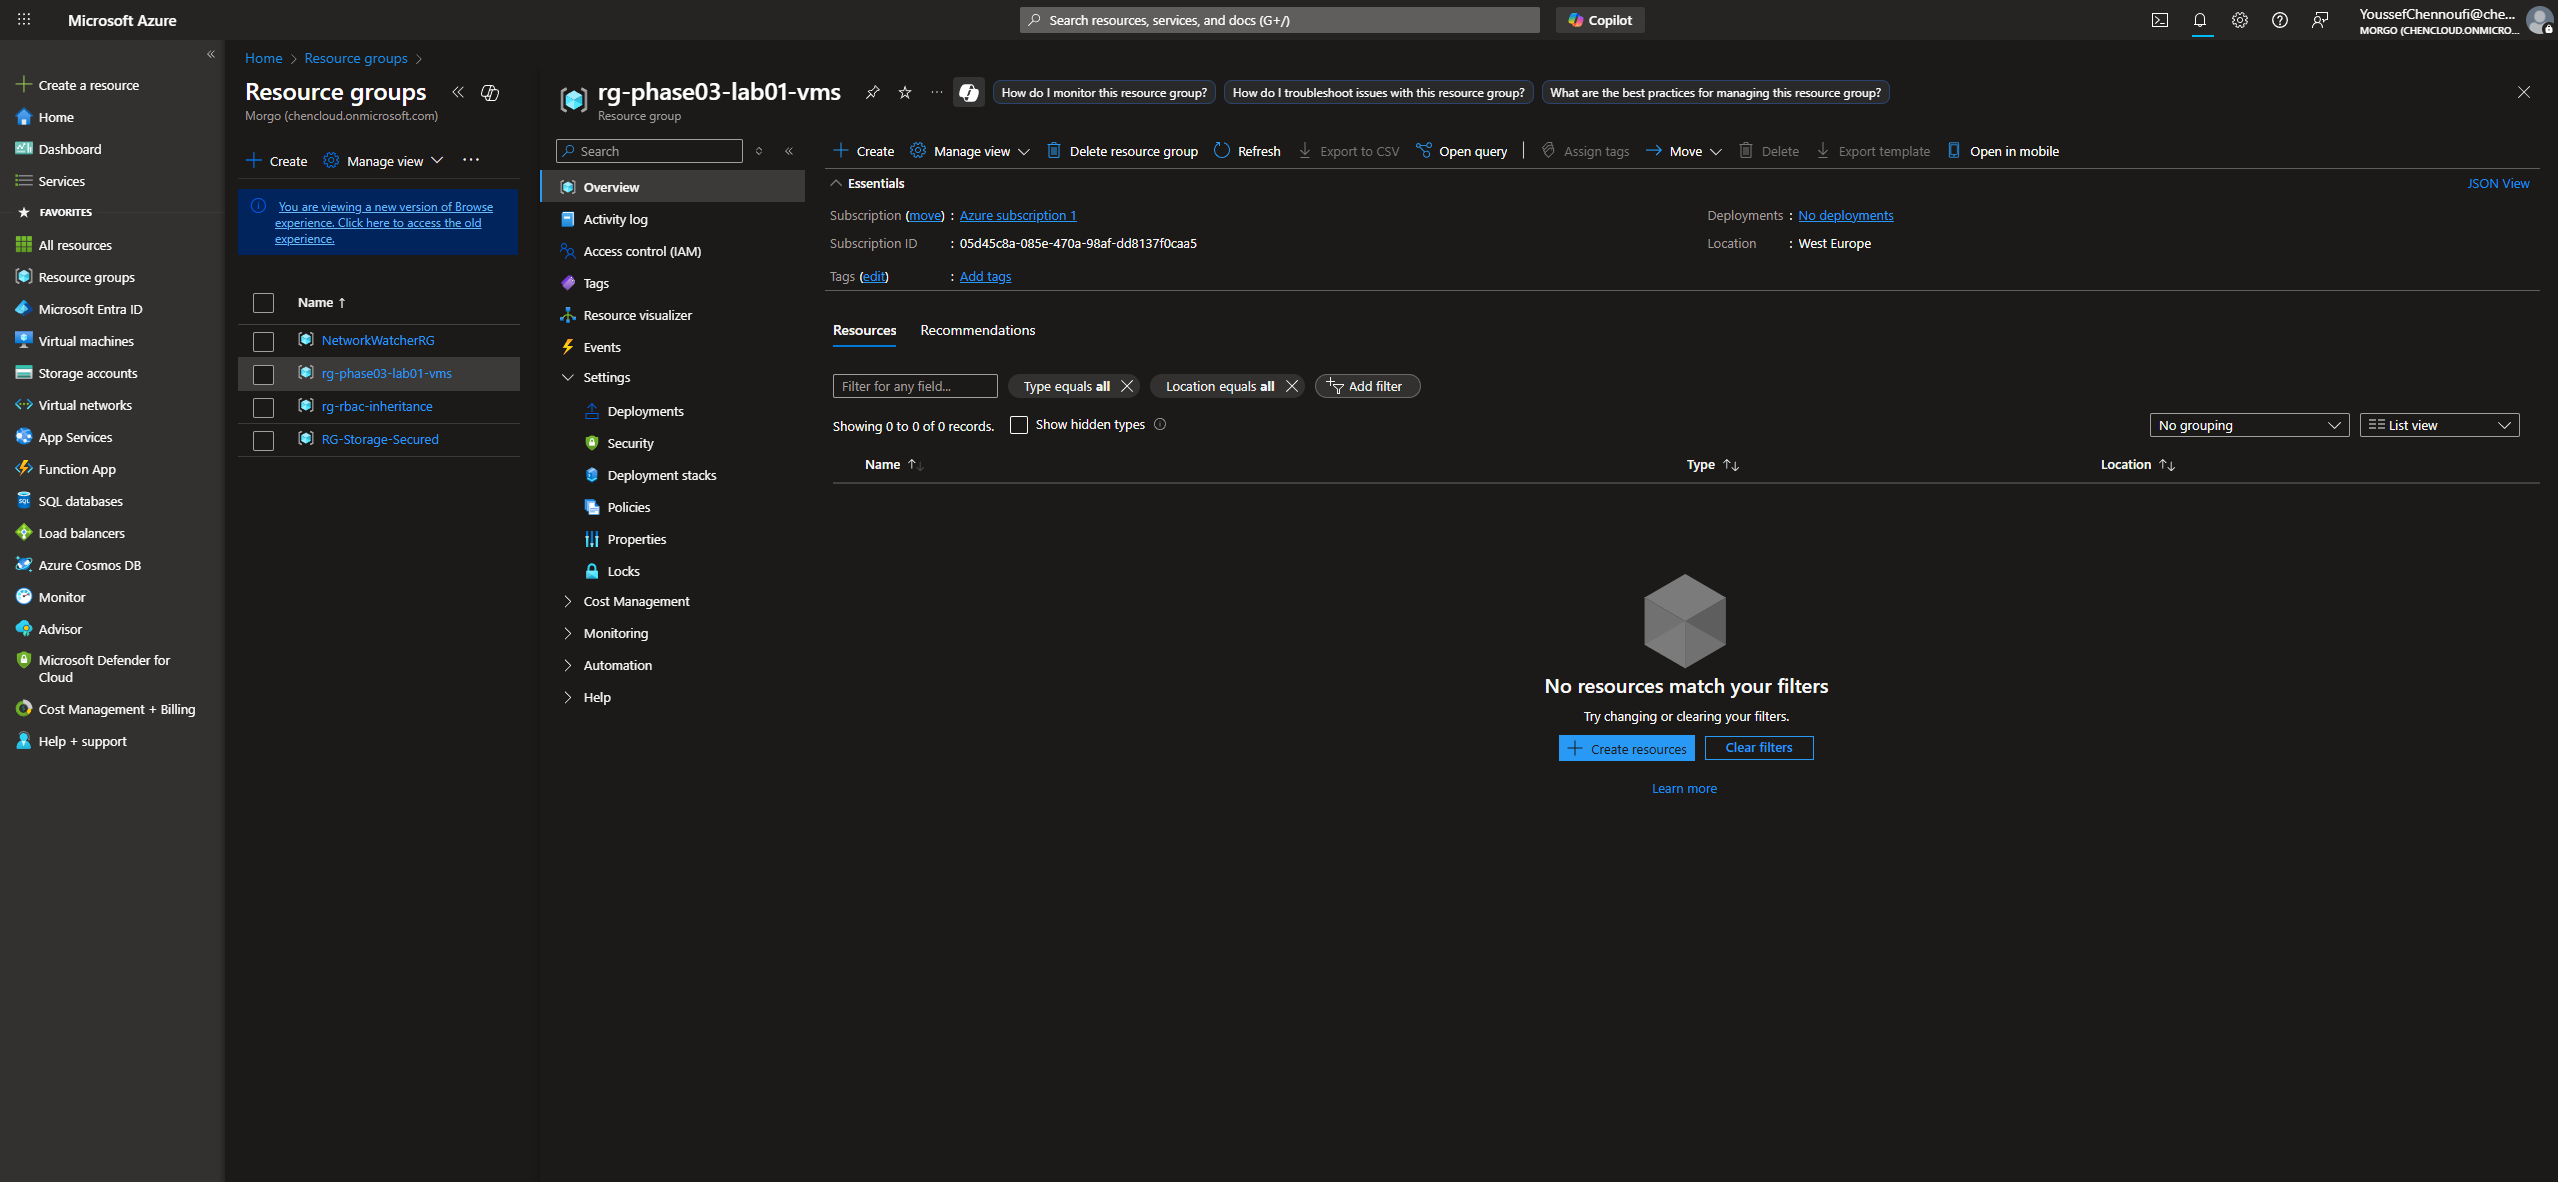 Microsoft Azure
Search resources, services, and docs (G+/)
Copilot
YoussefChennoufi@che...
MORGO (CHENCLOUD.ONMICRO...
Create a resource
Home
Dashboard
Services
FAVORITES
All resources
Resource groups
Microsoft Entra ID
Virtual machines
Storage accounts
Virtual networks
App Services
Function App
SQL databases
Load balancers
Azure Cosmos DB
Monitor
Advisor
Microsoft Defender for
Cloud
Cost Management + Billing
Help + support
Home > Resource groups >
Resource groups
Morgo (chencloud.onmicrosoft.com)
Create
Manage view
You are viewing a new version of Browse
experience. Click here to access the old
experience.
Name ↑
NetworkWatcherRG
rg-phase03-lab01-vms
rg-rbac-inheritance
RG-Storage-Secured
rg-phase03-lab01-vms
Resource group
How do I monitor this resource group?
How do I troubleshoot issues with this resource group?
What are the best practices for managing this resource group?
Search
Overview
Activity log
Access control (IAM)
Tags
Resource visualizer
Events
Settings
Deployments
Security
Deployment stacks
Policies
Properties
Locks
Cost Management
Monitoring
Automation
Help
Create
Manage view
Delete resource group
Refresh
Export to CSV
Open query
Assign tags
Move
Delete
Export template
Open in mobile
Essentials
JSON View
Subscription (move) : Azure subscription 1
Deployments : No deployments
Subscription ID : 05d45c8a-085e-470a-98af-dd8137f0caa5
Location : West Europe
Tags (edit) : Add tags
Resources
Recommendations
Filter for any field...
Type equals all
Location equals all
Add filter
Showing 0 to 0 of 0 records.
Show hidden types
No grouping
List view
Name ↑↓
Type ↑↓
Location ↑↓
No resources match your filters
Try changing or clearing your filters.
Create resources
Clear filters
Learn more